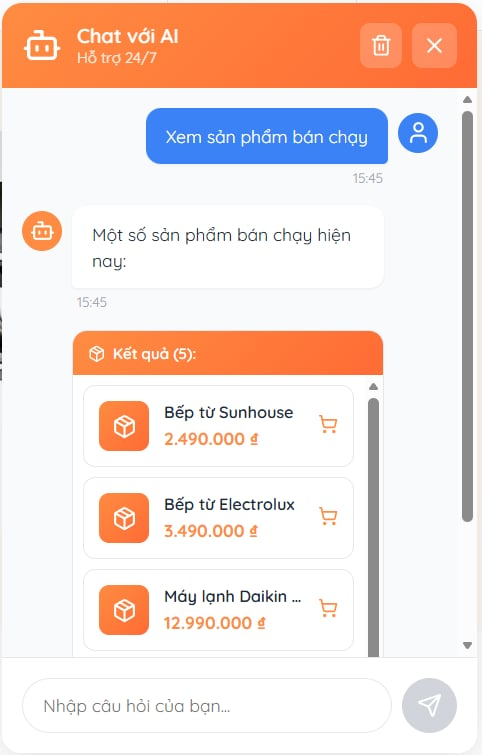 Chat với AI
Hỗ trợ 24/7
Xem sản phẩm bán chạy
15:45
Một số sản phẩm bán chạy hiện
nay:
15:45
Kết quả (5):
Bếp từ Sunhouse
2.490.000 ₫
Bếp từ Electrolux
3.490.000 ₫
Máy lạnh Daikin ...
12.990.000 ₫
Nhập câu hỏi của bạn...